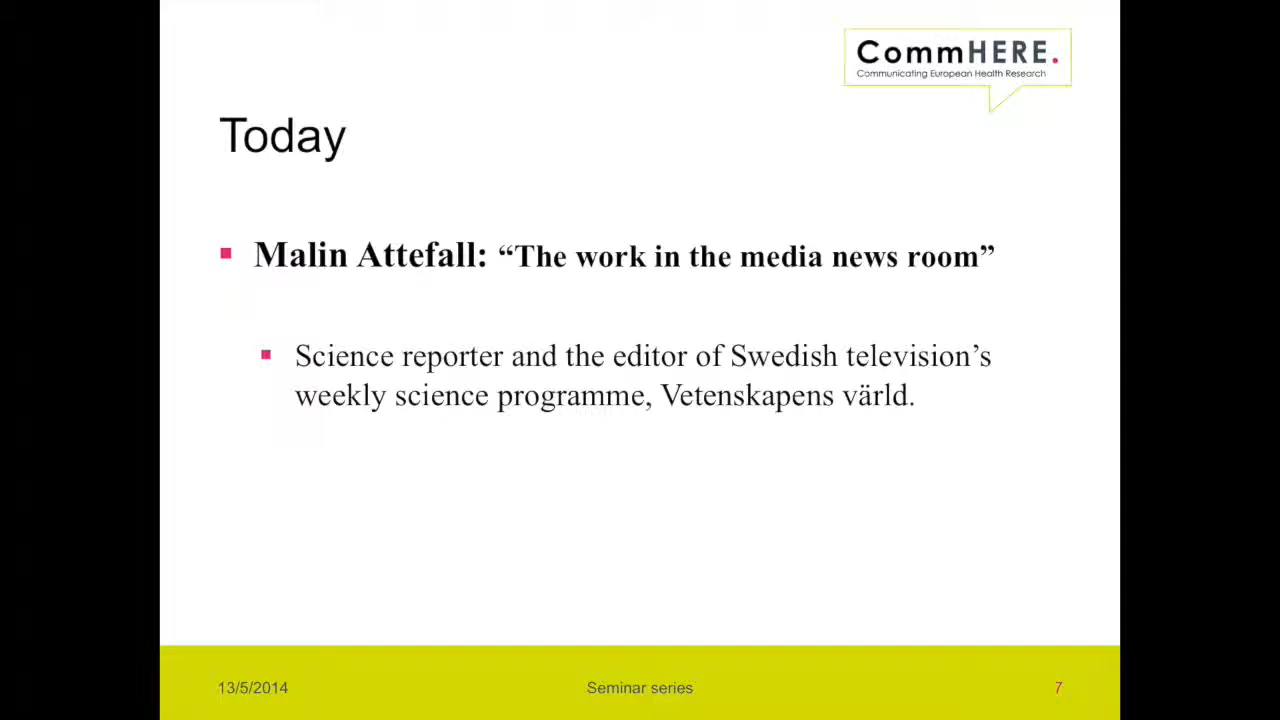 CommHERE.
Communicating European Health Research
Today
Malin Attefall: “The work in the media news room”
Science reporter and the editor of Swedish television’s
weekly science programme, Vetenskapens värld.
13/5/2014
Seminar series
7